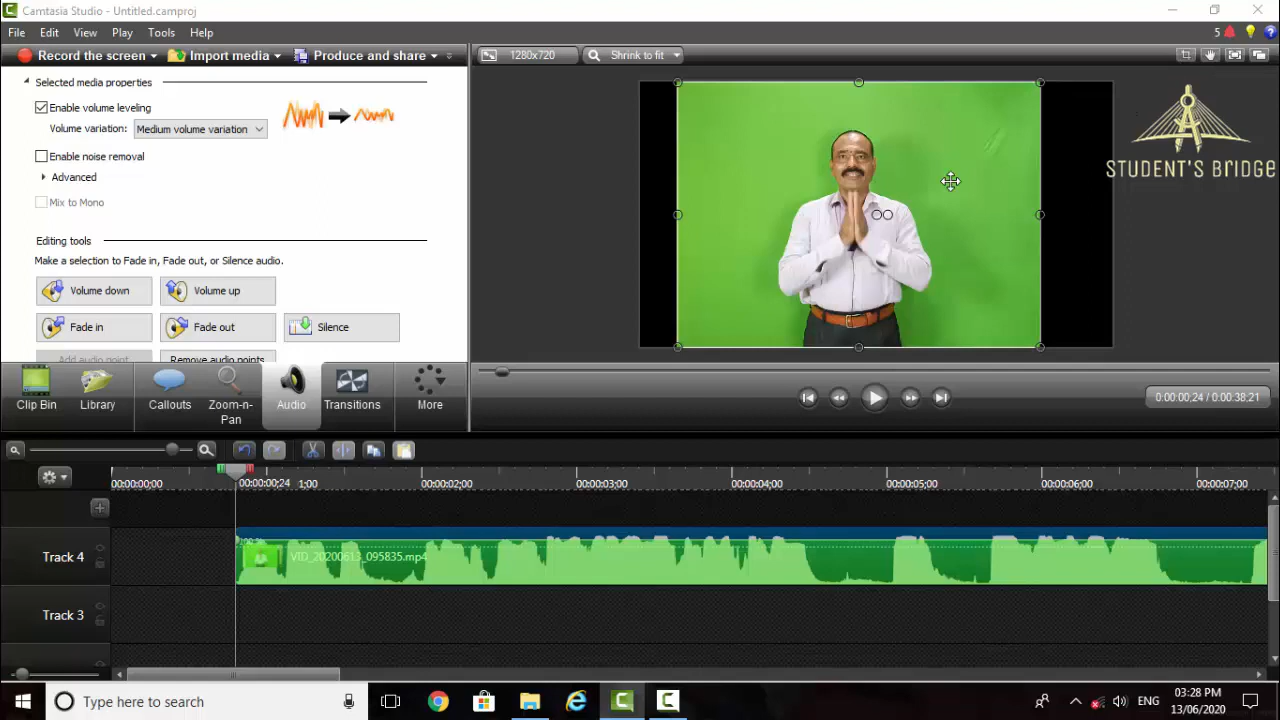 Camtasia Studio - Untitled.camproj
File Edit View Play Tools Help
5
Record the screen Import media Produce and share
1280x720 Shrink to fit
Selected media properties
Enable volume leveling
Volume variation: Medium volume variation
Enable noise removal
Advanced
Mix to Mono
STUDENT'S BRIDGE
Editing tools
Make a selection to Fade in, Fade out, or Silence audio.
Volume down Volume up
Fade in Fade out Silence
Add audio point Remove audio points
Clip Bin Library Callouts Zoom-n-Pan Audio Transitions More
0:00:00;24 / 0:00:38;21
00:00:00;00 00:00:00;24 1;00 00:00:02;00 00:00:03;00 00:00:04;00 00:00:05;00 00:00:06;00 00:00:07;00
Track 4
VID_20200613_095835.mp4
Track 3
Type here to search
ENG
03:28 PM
13/06/2020